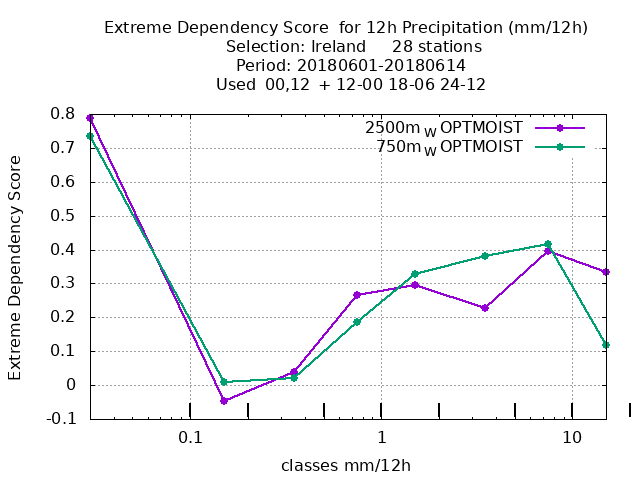 Extreme Dependency Score  for 12h Precipitation (mm/12h)
Selection: Ireland     28 stations
Period: 20180601-20180614
Used  00,12  + 12-00 18-06 24-12
2500m W OPTMOIST
750m W OPTMOIST
Extreme Dependency Score
0.8
0.7
0.6
0.5
0.4
0.3
0.2
0.1
0
-0.1
0.1
1
10
classes mm/12h